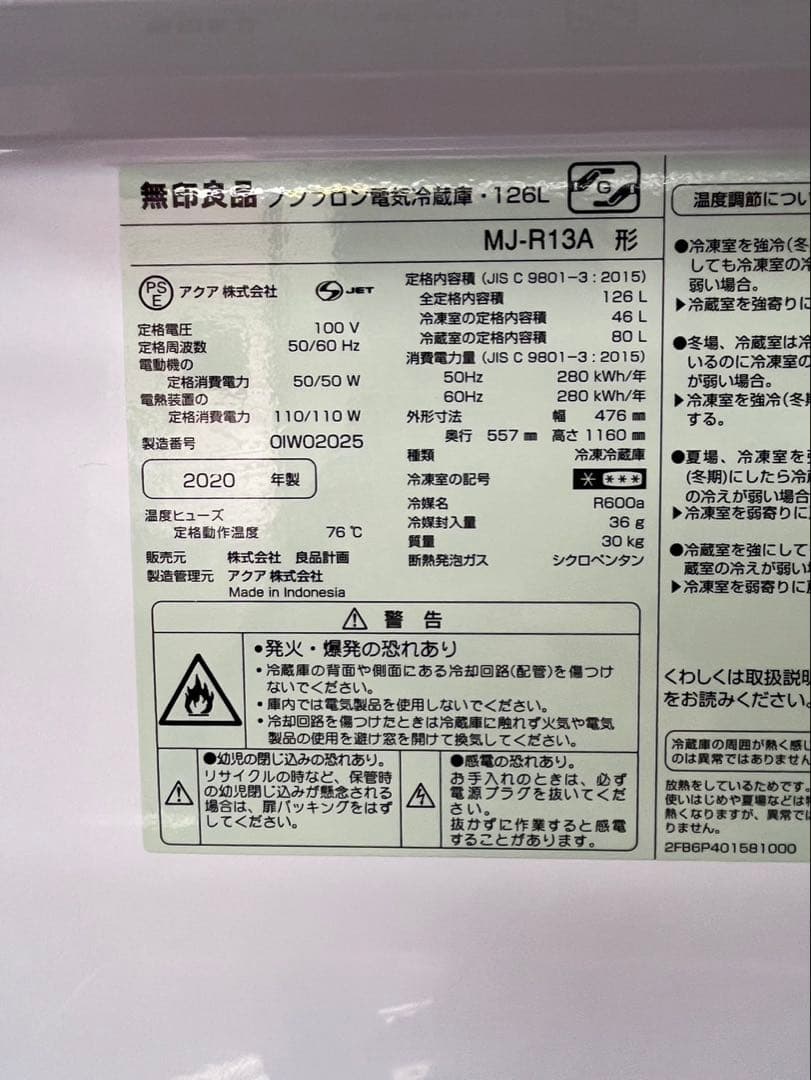 無印良品 ノンフロン電気冷蔵庫・126L
G
MJ-R13A 形
PS
E
アクア 株式会社
JET
定格電圧 100 V
定格周波数 50/60 Hz
電動機の
定格消費電力 50/50 W
電熱装置の
定格消費電力 110/110 W
製造番号 0IW02025
2020 年製
温度ヒューズ
定格動作温度 76 ℃
販売元 株式会社 良品計画
製造管理元 アクア 株式会社
Made in Indonesia
定格内容積 (JIS C 9801-3 : 2015)
全定格内容積 126 L
冷凍室の定格内容積 46 L
冷蔵室の定格内容積 80 L
消費電力量 (JIS C 9801-3 : 2015)
50Hz 280 kWh/年
60Hz 280 kWh/年
外形寸法 幅 476 ㎜
奥行 557 ㎜ 高さ 1160 ㎜
種類 冷凍冷蔵庫
冷凍室の記号
冷媒名 R600a
冷媒封入量 36 g
質量 30 kg
断熱発泡ガス シクロペンタン
⚠ 警 告
•発火・爆発の恐れあり
・冷蔵庫の背面や側面にある冷却回路(配管)を傷つけ
ないでください。
・庫内では電気製品を使用しないでください。
・冷却回路を傷つけたときは冷蔵庫に触れず火気や電気
製品の使用を避け窓を開けて換気してください。
●幼児の閉じ込みの恐れあり。
リサイクルの時など、保管時
の幼児閉じ込みが懸念される
場合は、扉パッキングをはず
してください。
●感電の恐れあり。
お手入れのときは、必ず
電源プラグを抜いてくだ
さい。
抜かずに作業すると感電
することがあります。
温度調節につい
●冷凍室を強冷(冬
しても冷凍室の冷
弱い場合。
▶冷蔵室を強寄りに
●冬場、冷蔵室は冷
いるのに冷凍室の
が弱い場合。
▶冷凍室を強冷(冬期
する。
●夏場、冷凍室を強
(冬期)にしたら冷
の冷えが弱い場合
▶冷凍室を弱寄りに
●冷蔵室を強にして
蔵室の冷えが弱い
▶冷凍室を弱寄りに
くわしくは取扱説明
をお読みください。
冷蔵庫の周囲が熱く感じ
のは異常ではありません
放熱をしているためです。
使いはじめや夏場などは特
熱くなりますが、異常では
りません。
2FB6P401581000